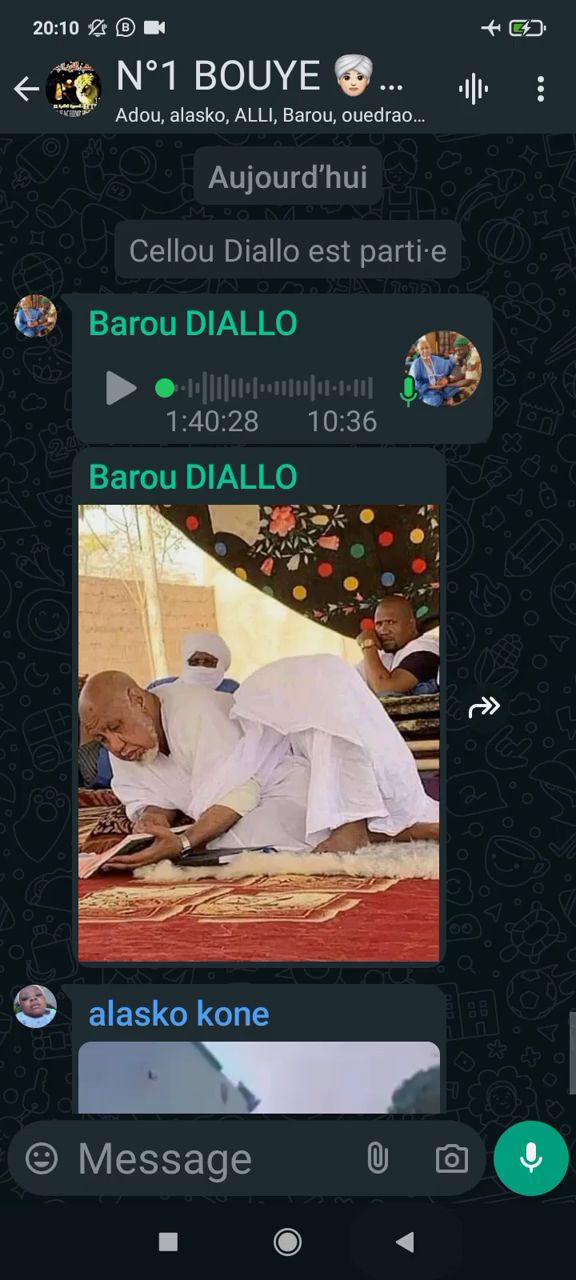 20:10
N°1 BOUYE 👳🏻...
Adou, alasko, ALLI, Barou, ouedrao...
Aujourd'hui
Cellou Diallo est parti·e
Barou DIALLO
1:40:28 10:36
Barou DIALLO
alasko kone
Message